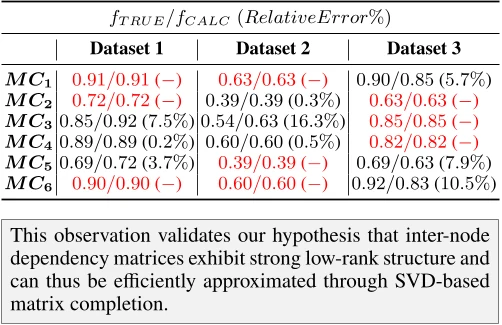 f_TRUE/f_CALC (RelativeError%)
Dataset 1 Dataset 2 Dataset 3
MC₁ 0.91/0.91 (−) 0.63/0.63 (−) 0.90/0.85 (5.7%)
MC₂ 0.72/0.72 (−) 0.39/0.39 (0.3%) 0.63/0.63 (−)
MC₃ 0.85/0.92 (7.5%) 0.54/0.63 (16.3%) 0.85/0.85 (−)
MC₄ 0.89/0.89 (0.2%) 0.60/0.60 (0.5%) 0.82/0.82 (−)
MC₅ 0.69/0.72 (3.7%) 0.39/0.39 (−) 0.69/0.63 (7.9%)
MC₆ 0.90/0.90 (−) 0.60/0.60 (−) 0.92/0.83 (10.5%)
This observation validates our hypothesis that inter-node
dependency matrices exhibit strong low-rank structure and
can thus be efficiently approximated through SVD-based
matrix completion.